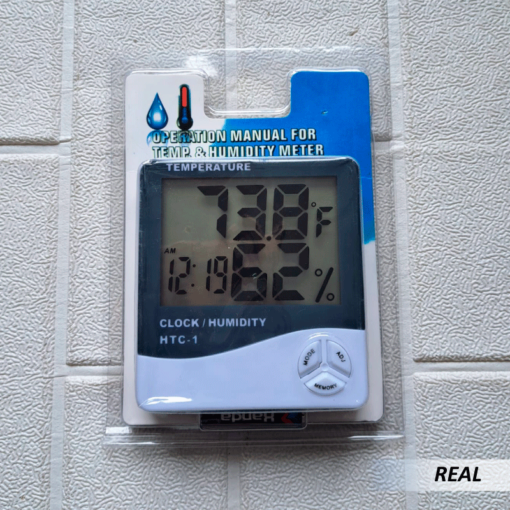 OPERATION MANUAL FOR
TEMP. & HUMIDITY METER
TEMPERATURE
73.8°F
AM
12:19 62%
CLOCK/HUMIDITY
HTC-1
MODE ADJ
MEMORY
Kanda
REAL